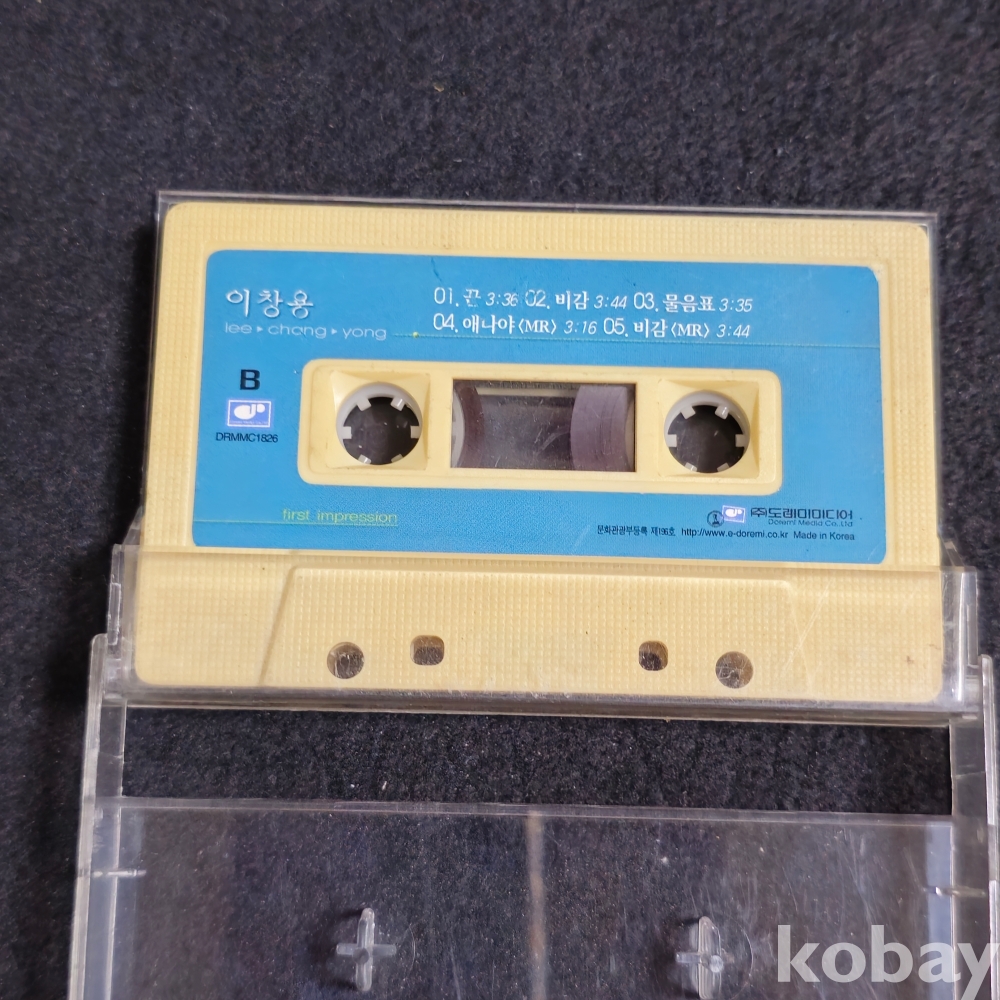 이창용
lee ▸ chang ▸ yong
01. 끈 3:36 02. 비감 3:44 03. 물음표 3:35
04. 애나야〈MR〉 3:16 05. 비감〈MR〉 3:44
B
DRMMC1826
first impression
㈜도레미미디어
Doremi Media Co.Ltd
문화관광부등록 제196호 http://www.e-doremi.co.kr Made in Korea
kobay